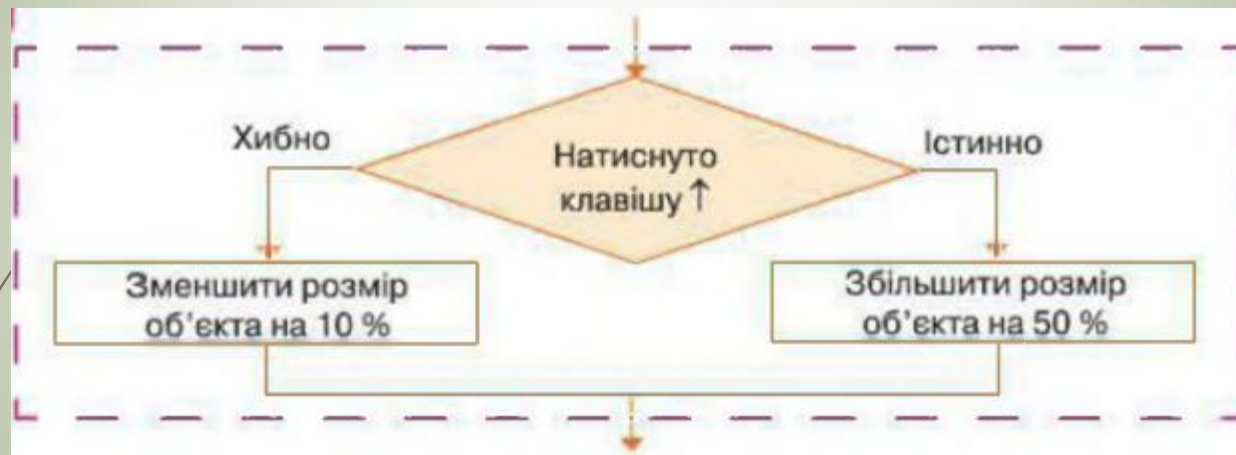 Хибно
Істинно
Натиснуто
клавішу ↑
Зменшити розмір
об’єкта на 10 %
Збільшити розмір
об’єкта на 50 %